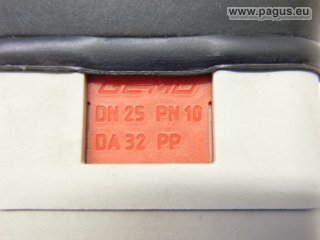 www.pagus.eu
GEMÜ
DN 25 PN 10
DA 32 PP